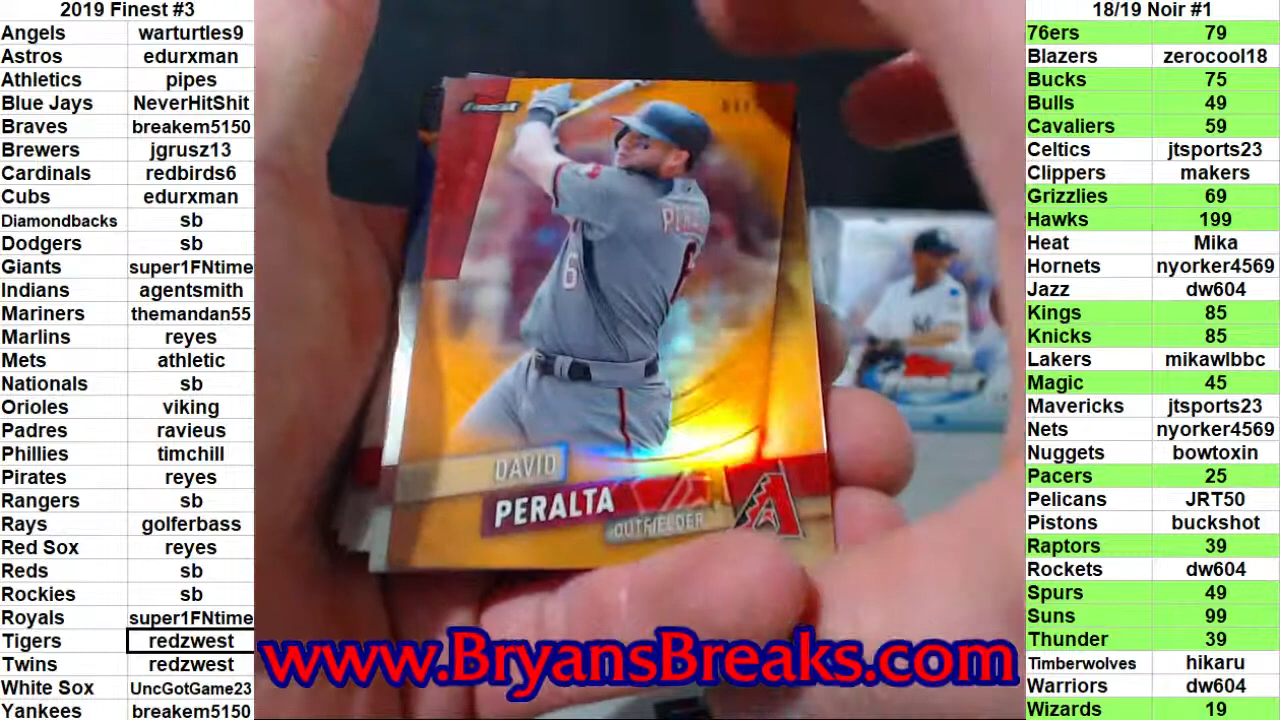 2019 Finest #3
Angels warturtles9
Astros edurxman
Athletics pipes
Blue Jays NeverHitShit
Braves breakem5150
Brewers jgrusz13
Cardinals redbirds6
Cubs edurxman
Diamondbacks sb
Dodgers sb
Giants super1FNtime
Indians agentsmith
Mariners themandan55
Marlins reyes
Mets athletic
Nationals sb
Orioles viking
Padres ravieus
Phillies timchill
Pirates reyes
Rangers sb
Rays golferbass
Red Sox reyes
Reds sb
Rockies sb
Royals super1FNtime
Tigers redzwest
Twins redzwest
White Sox UncGotGame23
Yankees breakem5150
Finest
6
DAVID
PERALTA
OUTFIELDER
A
www.BryansBreaks.com
18/19 Noir #1
76ers 79
Blazers zerocool18
Bucks 75
Bulls 49
Cavaliers 59
Celtics jtsports23
Clippers makers
Grizzlies 69
Hawks 199
Heat Mika
Hornets nyorker4569
Jazz dw604
Kings 85
Knicks 85
Lakers mikawlbbc
Magic 45
Mavericks jtsports23
Nets nyorker4569
Nuggets bowtoxin
Pacers 25
Pelicans JRT50
Pistons buckshot
Raptors 39
Rockets dw604
Spurs 49
Suns 99
Thunder 39
Timberwolves hikaru
Warriors dw604
Wizards 19